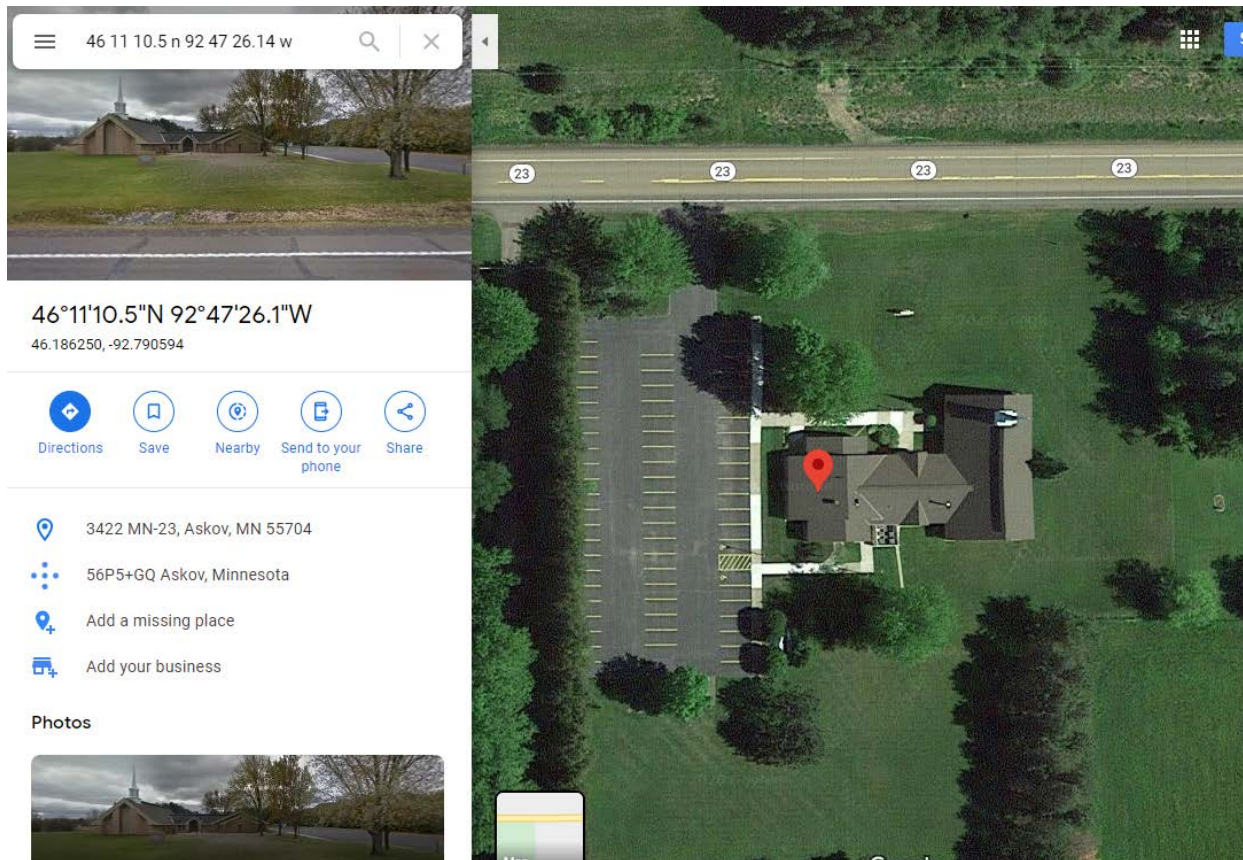 46 11 10.5 n 92 47 26.14 w
46°11'10.5"N 92°47'26.1"W
46.186250, -92.790594
Directions
Save
Nearby
Send to your
phone
Share
3422 MN-23, Askov, MN 55704
56P5+GQ Askov, Minnesota
Add a missing place
Add your business
Photos
23 23 23 23